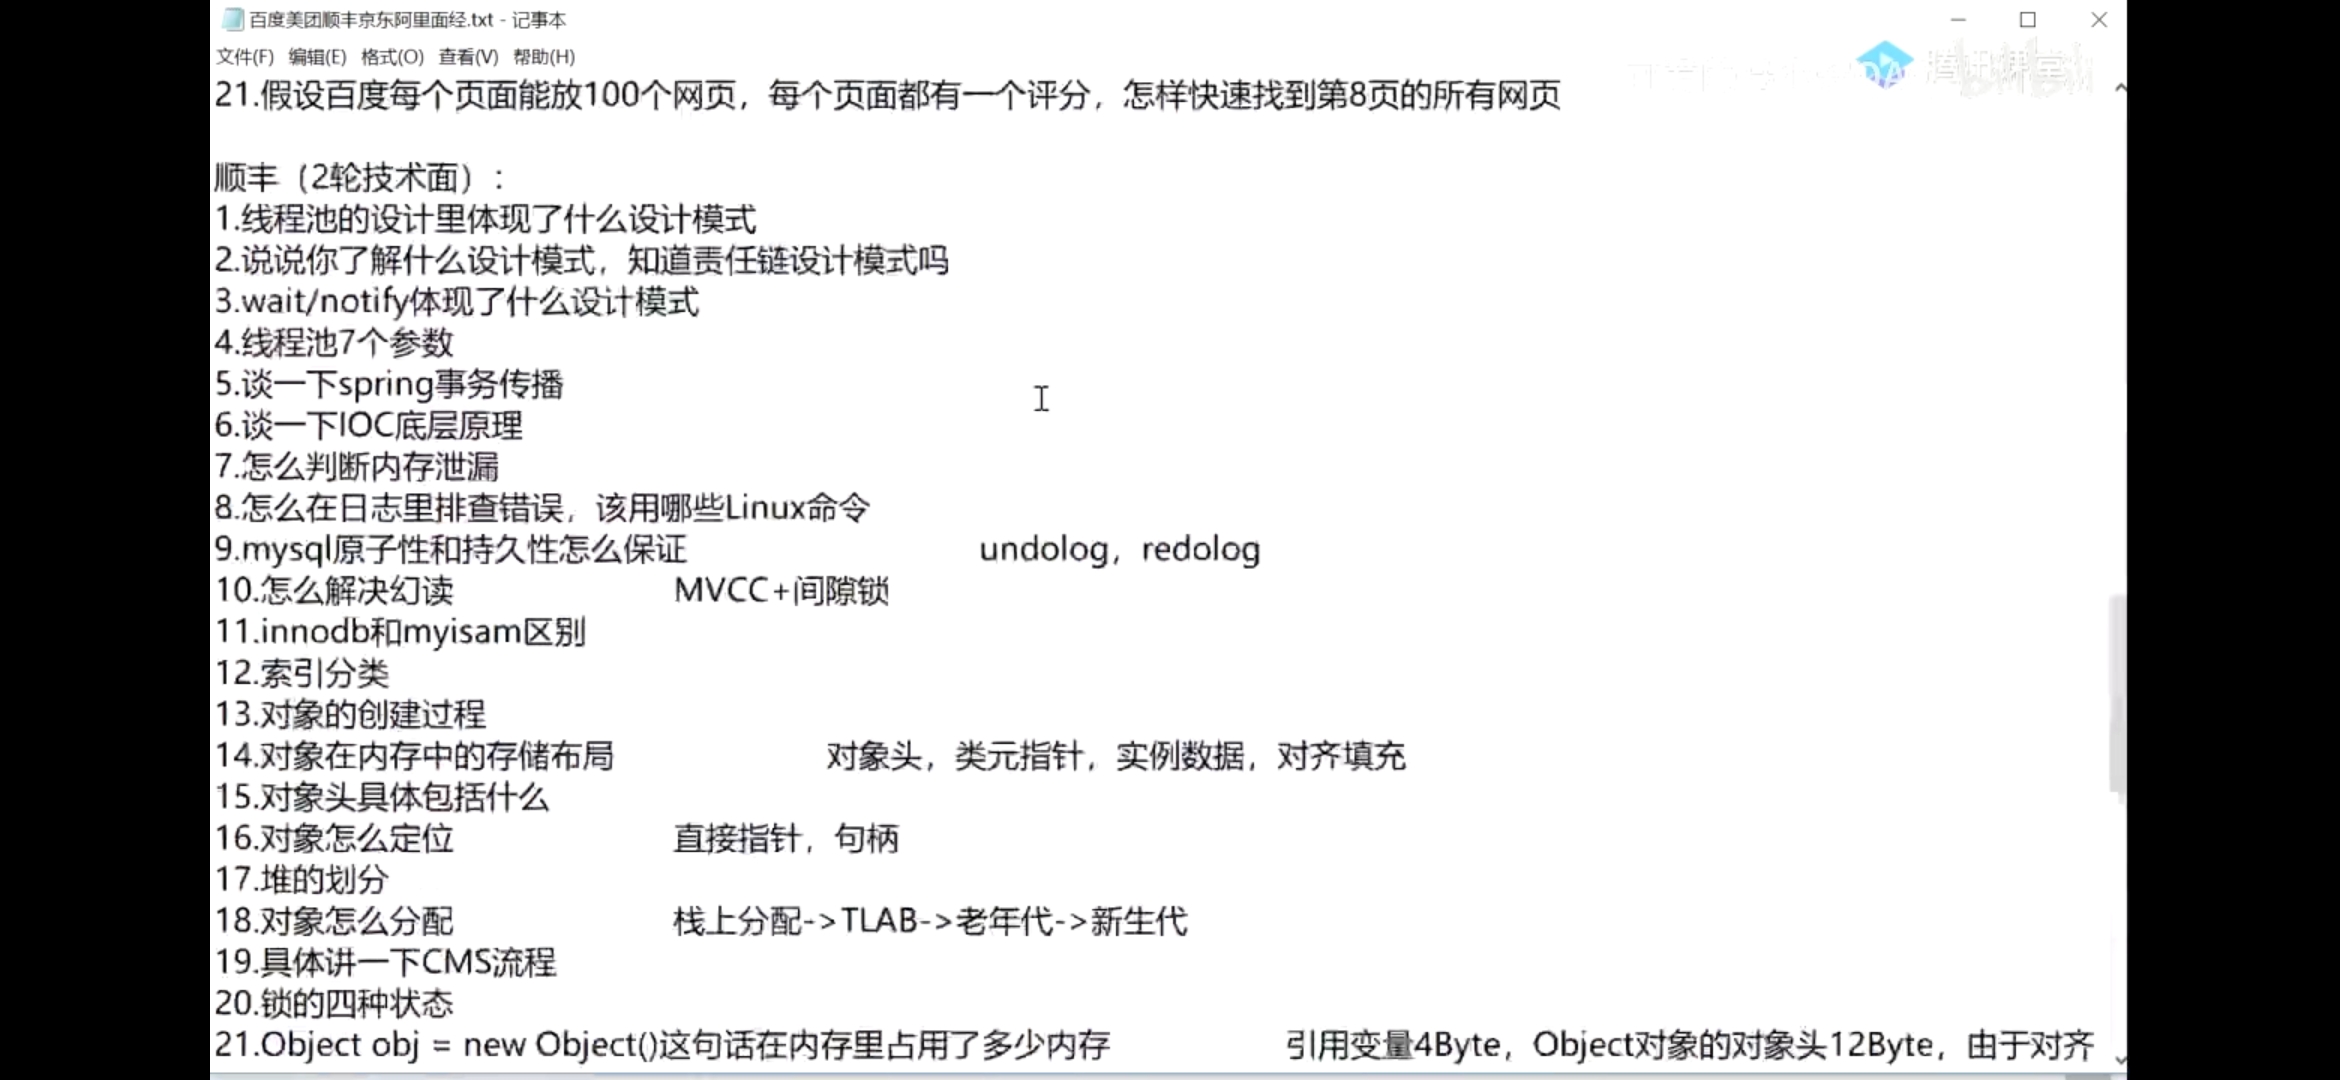 百度美团顺丰京东阿里面经.txt - 记事本
文件(F) 编辑(E) 格式(O) 查看(V) 帮助(H)
腾讯课堂
21.假设百度每个页面能放100个网页，每个页面都有一个评分，怎样快速找到第8页的所有网页
顺丰（2轮技术面）：
1.线程池的设计里体现了什么设计模式
2.说说你了解什么设计模式，知道责任链设计模式吗
3.wait/notify体现了什么设计模式
4.线程池7个参数
5.谈一下spring事务传播
6.谈一下IOC底层原理
7.怎么判断内存泄漏
8.怎么在日志里排查错误，该用哪些Linux命令
9.mysql原子性和持久性怎么保证 undolog，redolog
10.怎么解决幻读 MVCC+间隙锁
11.innodb和myisam区别
12.索引分类
13.对象的创建过程
14.对象在内存中的存储布局 对象头，类元指针，实例数据，对齐填充
15.对象头具体包括什么
16.对象怎么定位 直接指针，句柄
17.堆的划分
18.对象怎么分配 栈上分配->TLAB->老年代->新生代
19.具体讲一下CMS流程
20.锁的四种状态
21.Object obj = new Object()这句话在内存里占用了多少内存 引用变量4Byte，Object对象的对象头12Byte，由于对齐